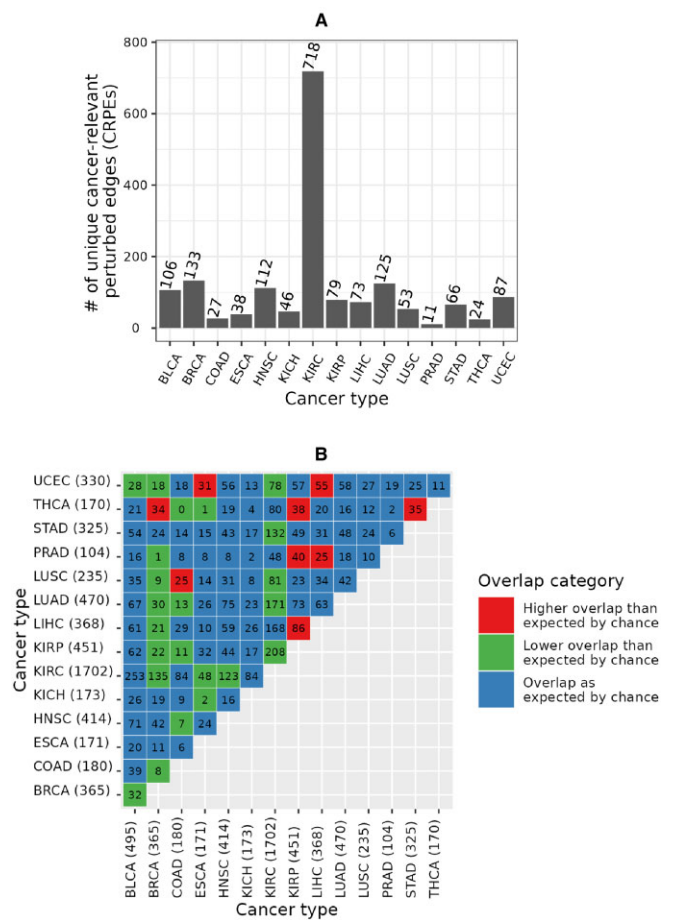 A
# of unique cancer-relevant
perturbed edges (CRPEs)
800
600
400
200
0
106 133 27 38 112 46 718 79 73 125 53 11 66 24 87
BLCA BRCA COAD ESCA HNSC KICH KIRC KIRP LIHC LUAD LUSC PRAD STAD THCA UCEC
Cancer type
B
Cancer type
UCEC (330) 28 18 18 31 56 13 78 57 55 58 27 19 25 11
THCA (170) 21 34 0 1 19 4 80 38 20 16 12 2 35
STAD (325) 54 24 14 15 43 17 132 49 31 48 24 6
PRAD (104) 16 1 8 8 8 2 48 40 25 18 10
LUSC (235) 35 9 25 14 31 8 81 23 34 42
LUAD (470) 67 30 13 26 75 23 171 73 63
LIHC (368) 61 21 29 10 59 26 168 86
KIRP (451) 62 22 11 32 44 17 208
KIRC (1702) 253 135 84 48 123 84
KICH (173) 26 19 9 2 16
HNSC (414) 71 42 7 24
ESCA (171) 20 11 6
COAD (180) 39 8
BRCA (365) 32
BLCA (495) BRCA (365) COAD (180) ESCA (171) HNSC (414) KICH (173) KIRC (1702) KIRP (451) LIHC (368) LUAD (470) LUSC (235) PRAD (104) STAD (325) THCA (170)
Cancer type
Overlap category
Higher overlap than
expected by chance
Lower overlap than
expected by chance
Overlap as
expected by chance